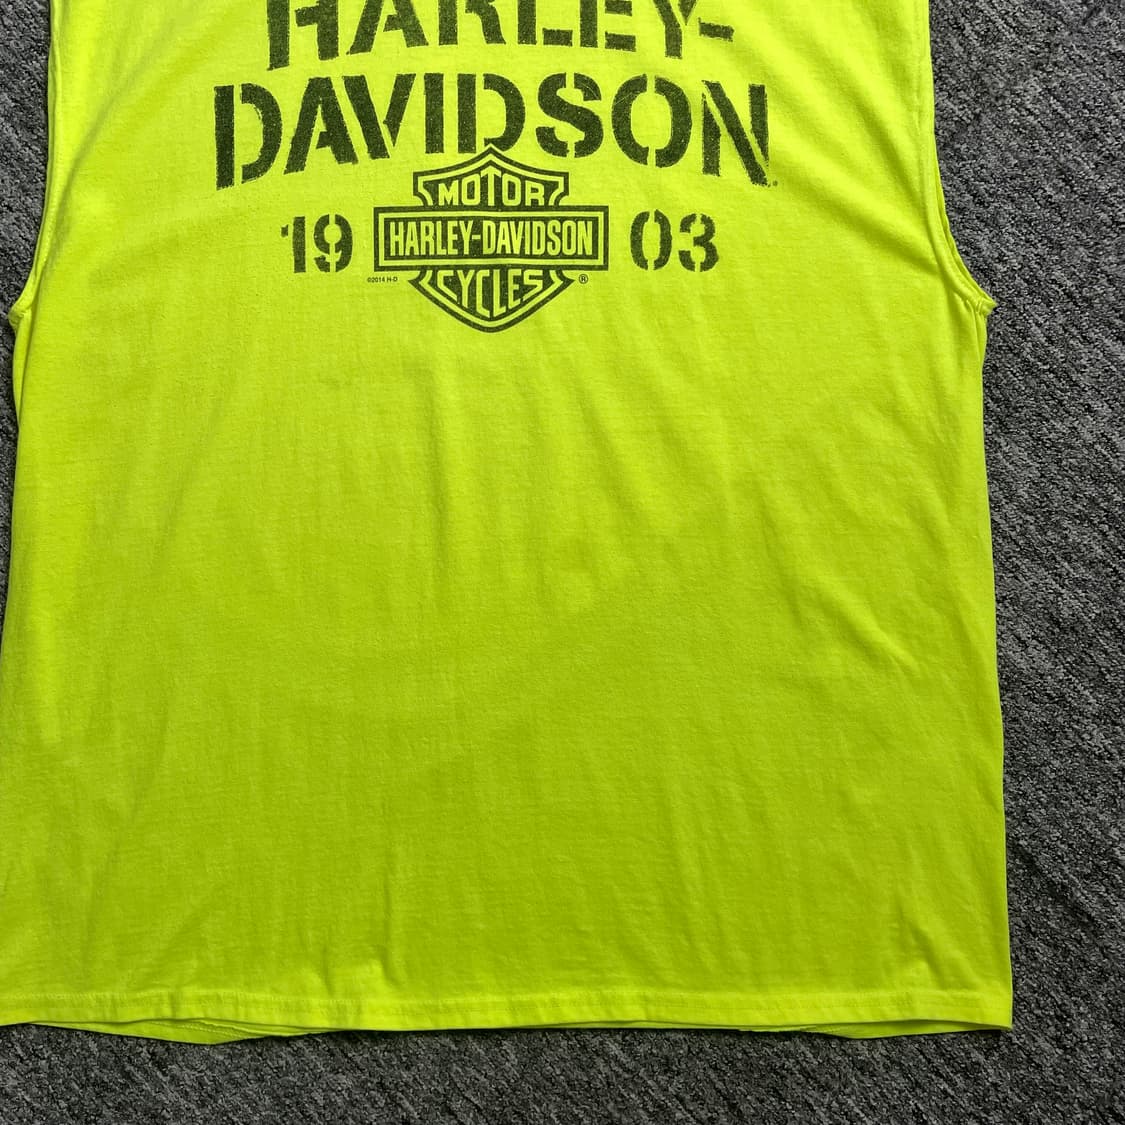 HARLEY-
DAVIDSON®
MOTOR
19 HARLEY-DAVIDSON 03
©2014 H-D CYCLES ®